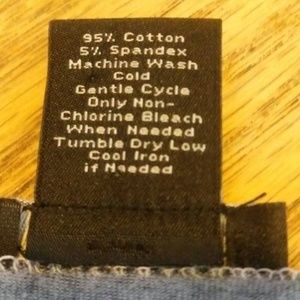 95% Cotton
5% Spandex
Machine Wash
Cold
Gentle Cycle
Only Non-
Chlorine Bleach
When Needed
Tumble Dry Low
Cool Iron
if Needed